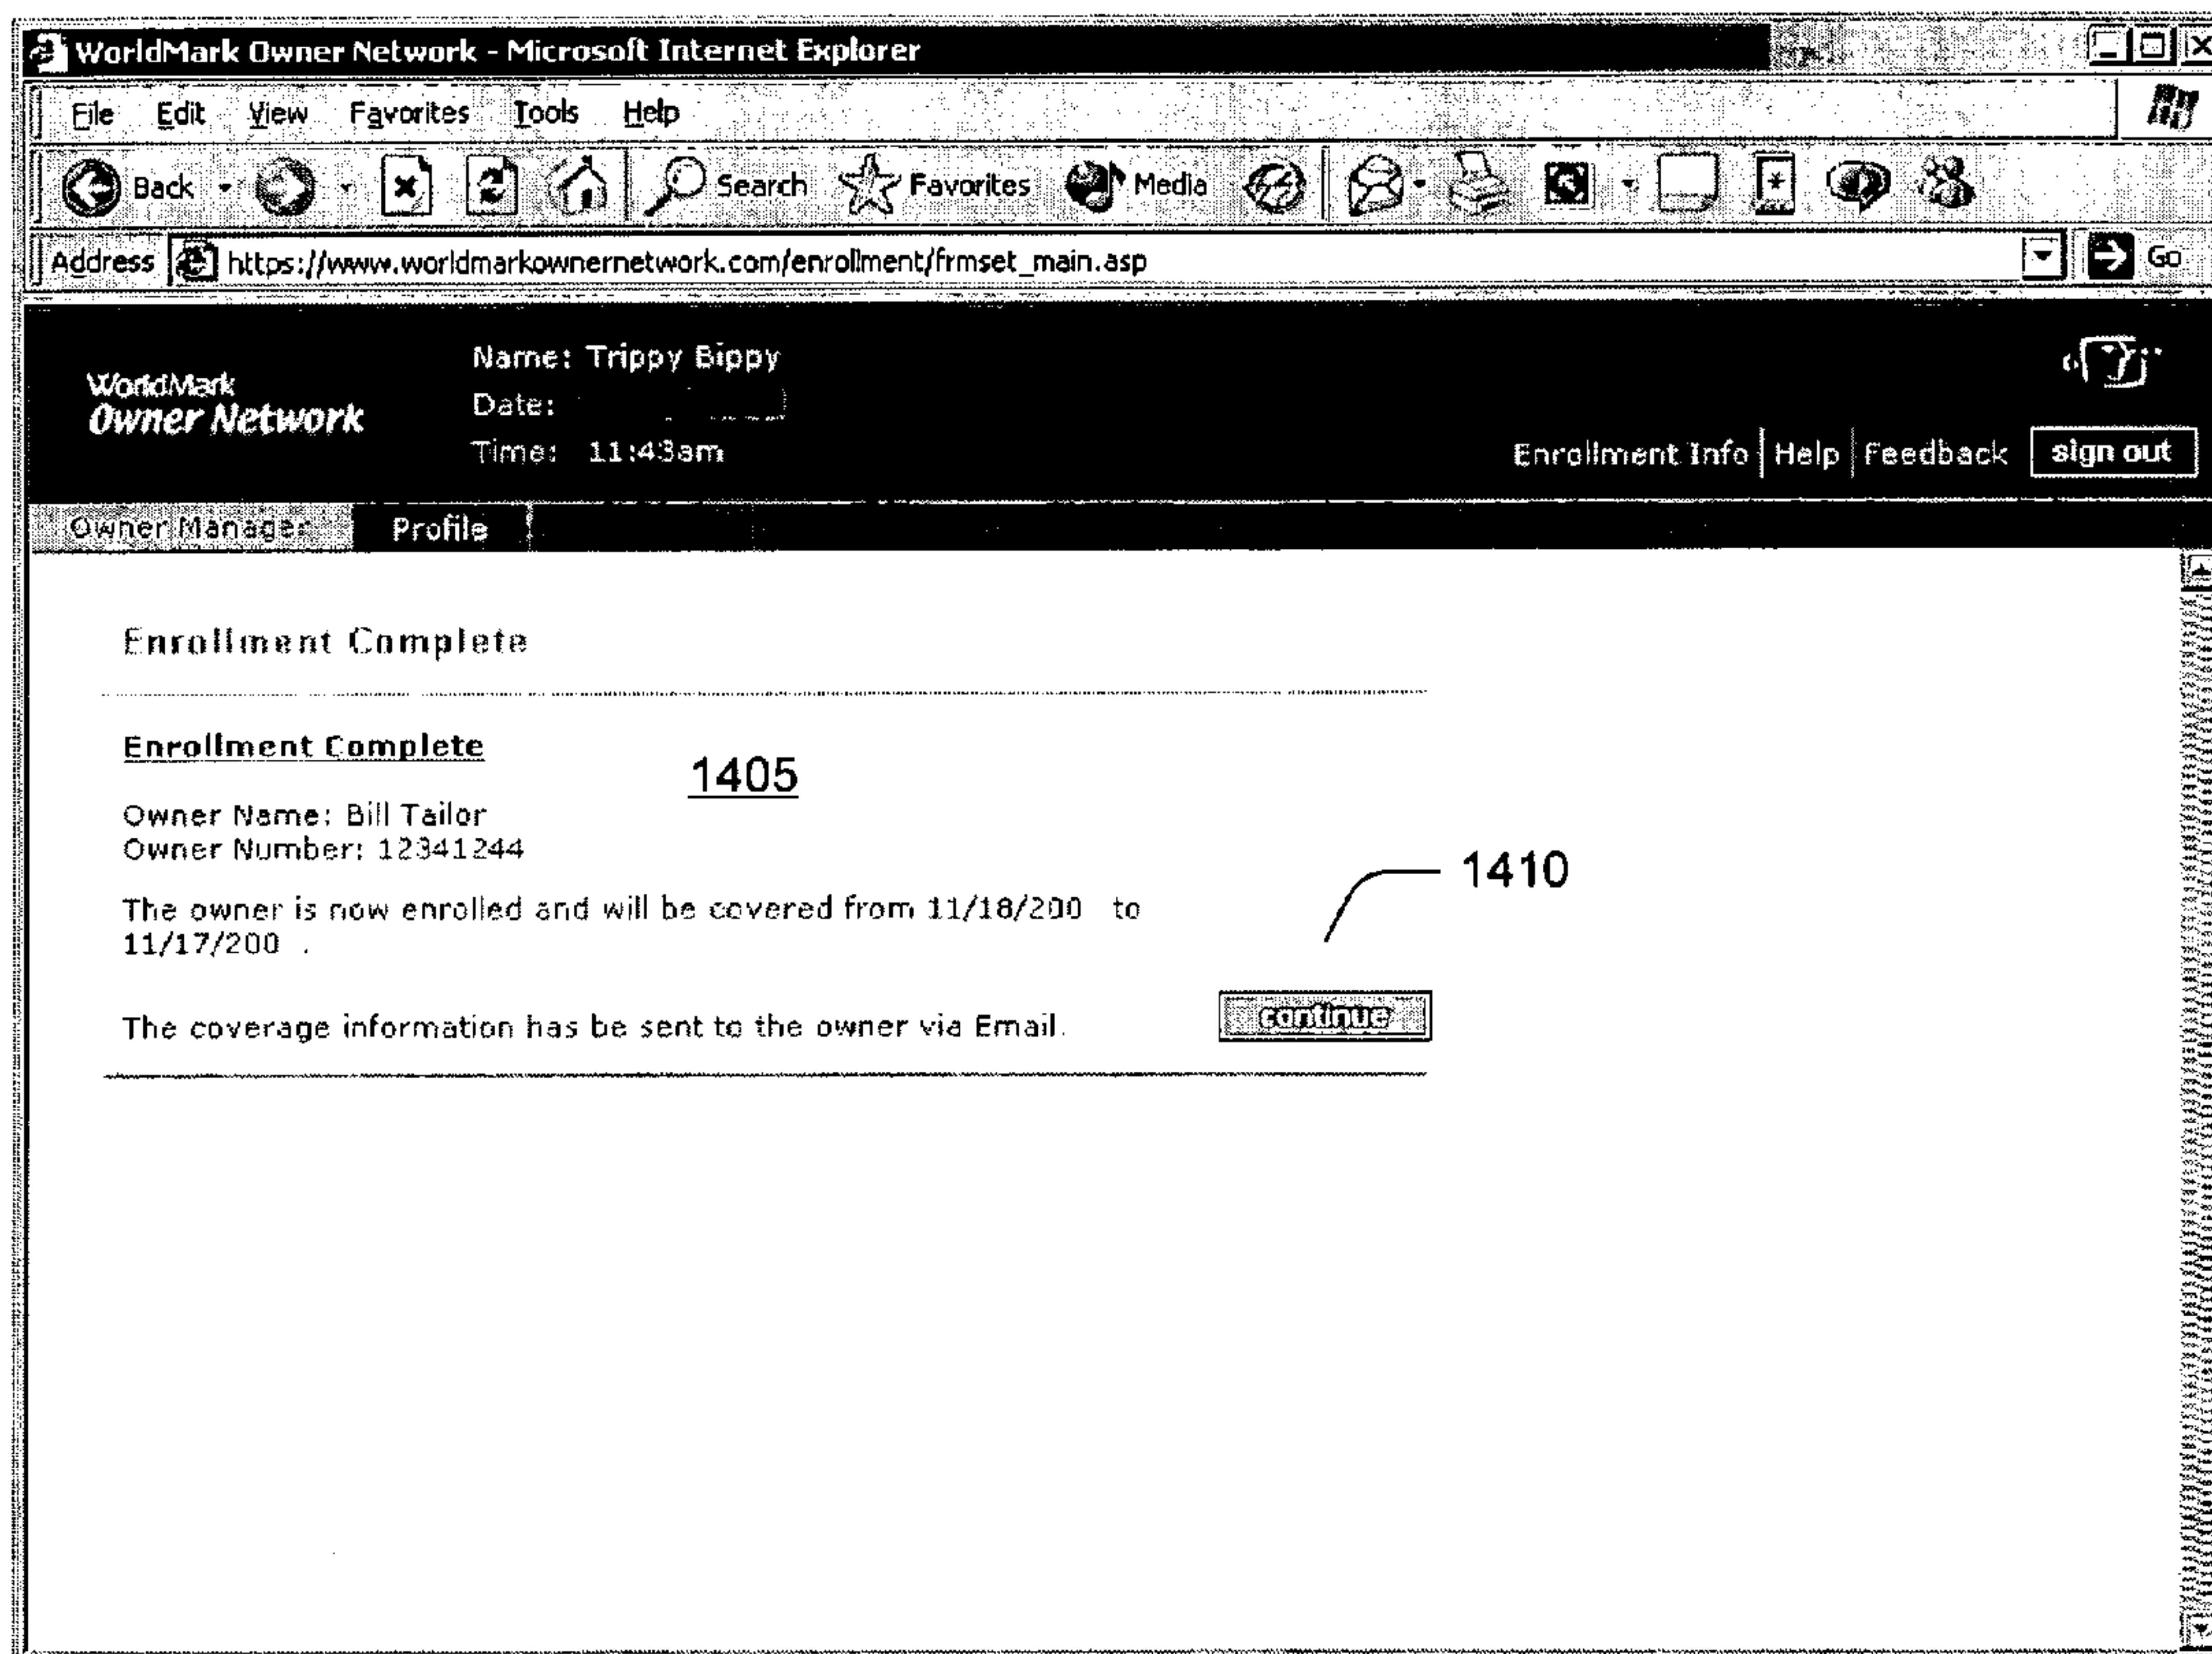 WorldMark Owner Network - Microsoft Internet Explorer
File Edit View Favorites Tools Help
Back Search Favorites Media
Address https://www.worldmarkownernetwork.com/enrollment/frmset_main.asp Go
WorldMark
Owner Network
Name: Trippy Bippy
Date:
Time: 11:43am
Enrollment Info Help Feedback sign out
Owner Manager Profile
Enrollment Complete
Enrollment Complete
1405
Owner Name: Bill Tailor
Owner Number: 12341244
1410
The owner is now enrolled and will be covered from 11/18/200 to
11/17/200 .
The coverage information has be sent to the owner via Email.
continue